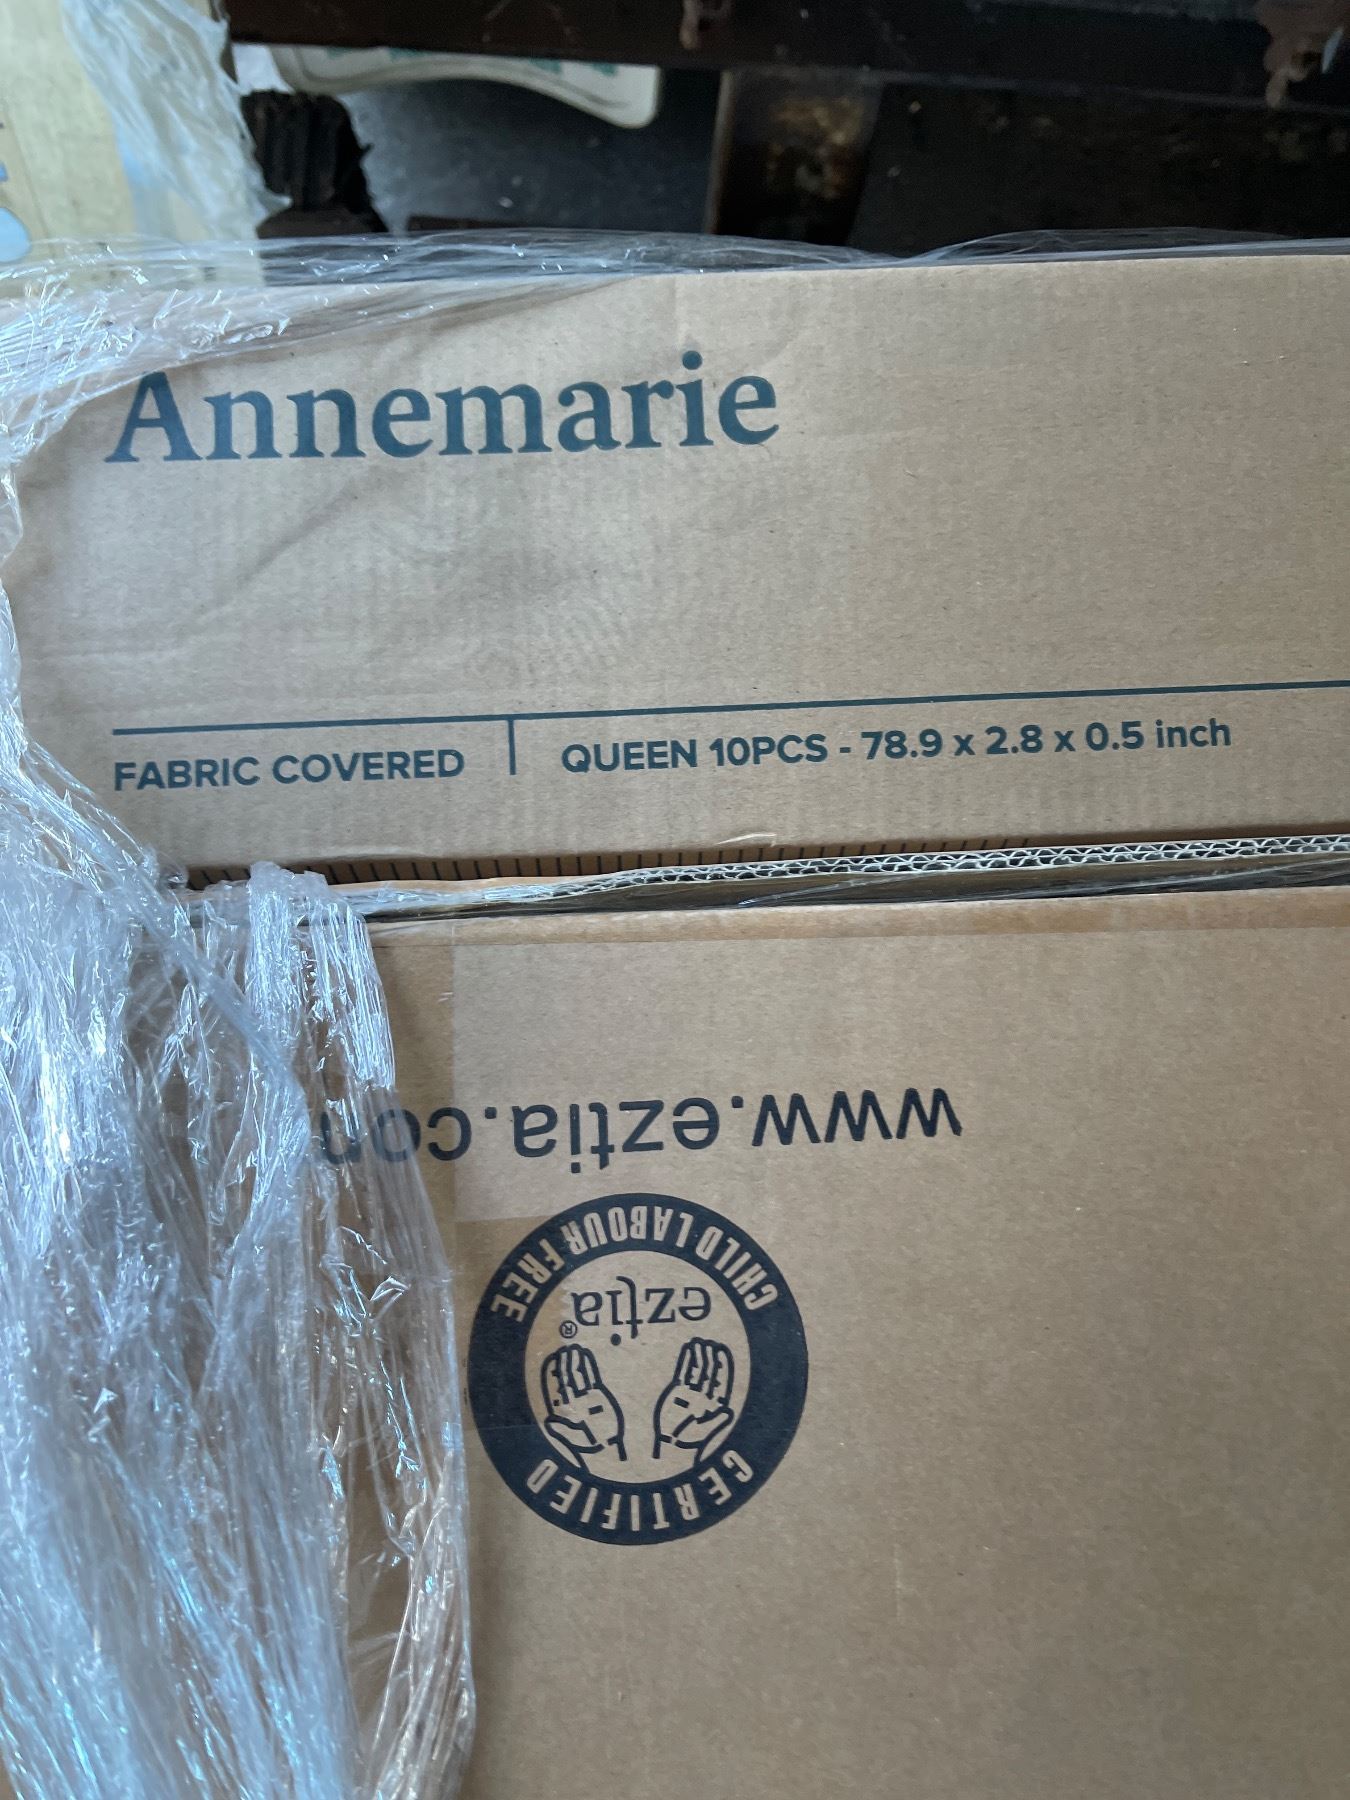 Annemarie
FABRIC COVERED
QUEEN 10PCS - 78.9 x 2.8 x 0.5 inch
www.eztia.com
CHILD LABOUR FREE
eztia®
CERTIFIED